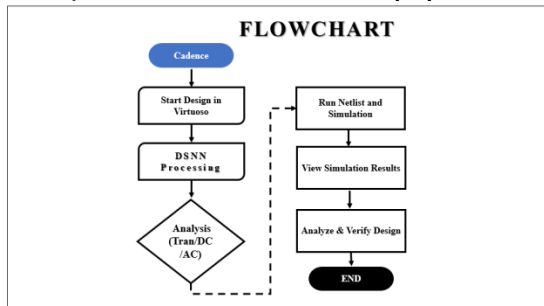 FLOWCHART
Cadence
Start Design in
Virtuoso
DSNN
Processing
Analysis
(Tran/DC
/AC)
Run Netlist and
Simulation
View Simulation Results
Analyze & Verify Design
END